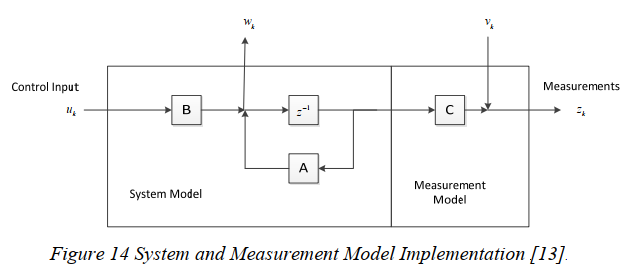 w_k
v_k
Control Input
Measurements
u_k
B
z^{-1}
C
z_k
A
System Model
Measurement
Model
Figure 14 System and Measurement Model Implementation [13].